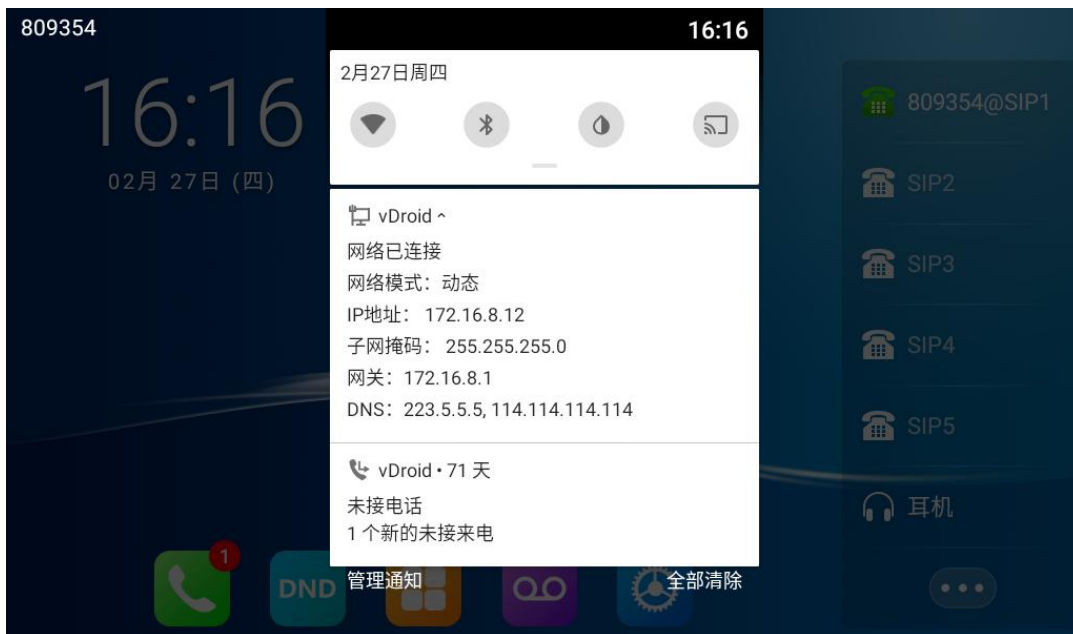 809354
16:16
16:16
02月 27日 (四)
2月27日周四
vDroid
网络已连接
网络模式：动态
IP地址： 172.16.8.12
子网掩码： 255.255.255.0
网关：172.16.8.1
DNS：223.5.5.5, 114.114.114.114
vDroid • 71 天
未接电话
1 个新的未接来电
管理通知
全部清除
809354@SIP1
SIP2
SIP3
SIP4
SIP5
耳机
1
DND